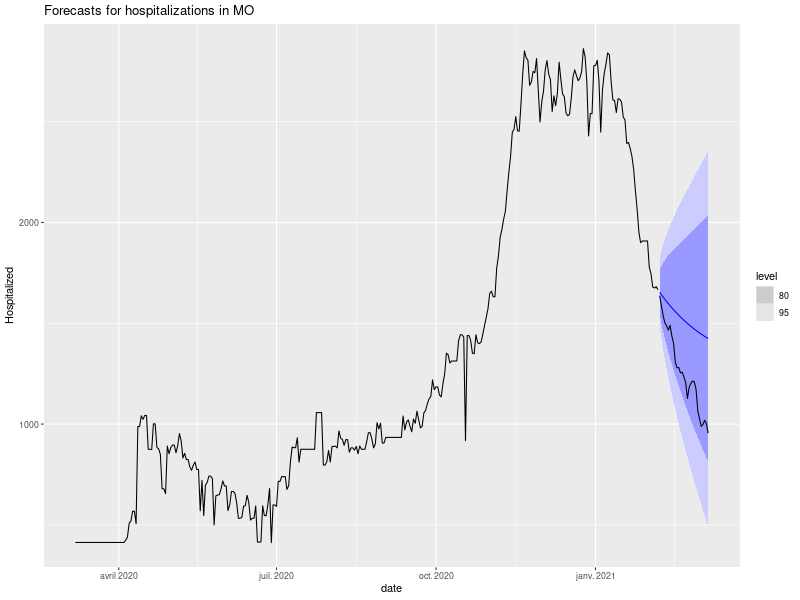 Forecasts for hospitalizations in MO
Hospitalized
2000
1000
avril 2020
juil. 2020
oct. 2020
janv. 2021
date
level
80
95